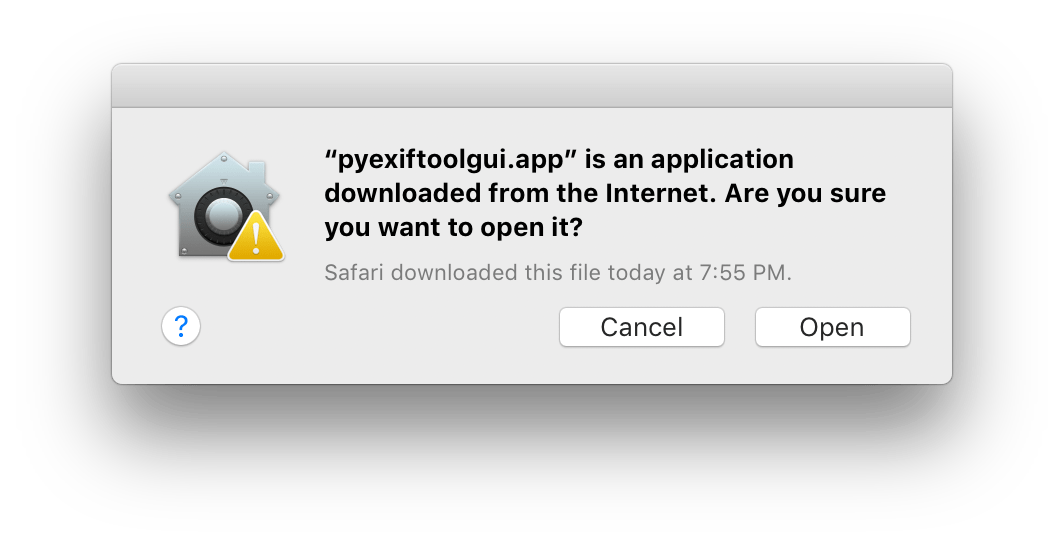 “pyexiftoolgui.app” is an application
downloaded from the Internet. Are you sure
you want to open it?
Safari downloaded this file today at 7:55 PM.
?
Cancel
Open